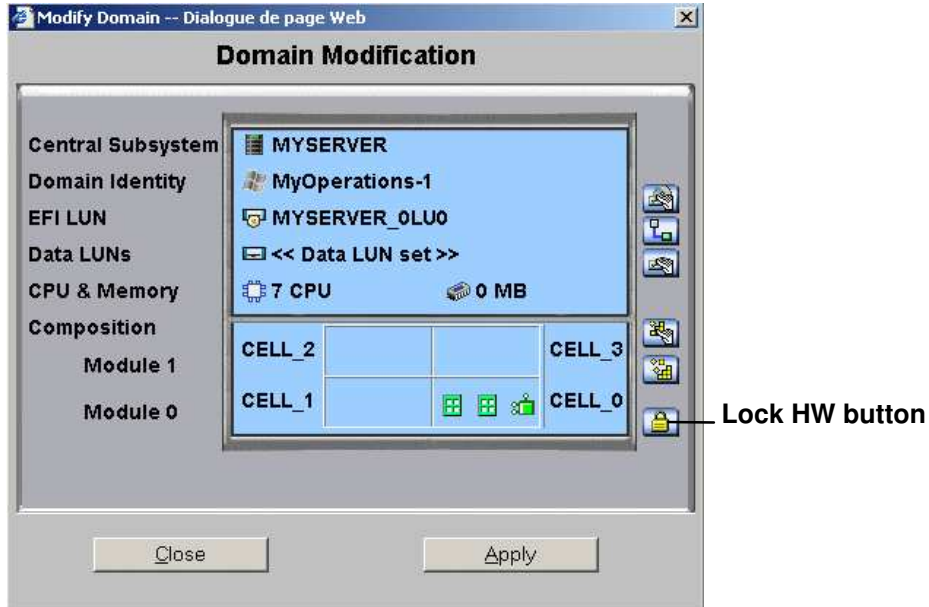 Modify Domain -- Dialogue de page Web
Domain Modification
Central Subsystem MYSERVER
Domain Identity MyOperations-1
EFI LUN MYSERVER_0LU0
Data LUNs << Data LUN set >>
CPU & Memory 7 CPU 0 MB
Composition
Module 1 CELL_2 CELL_3
Module 0 CELL_1 CELL_0
Lock HW button
Close Apply